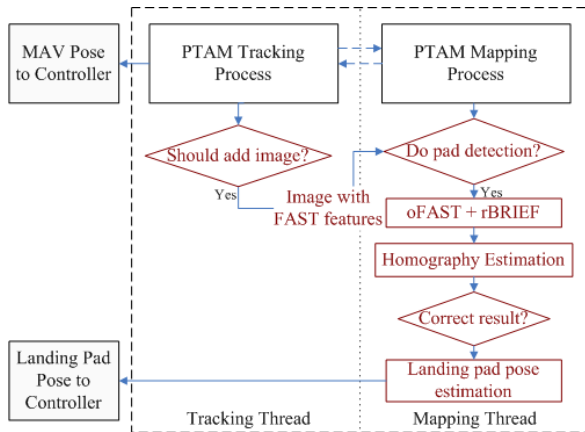 MAV Pose
to Controller
PTAM Tracking
Process
PTAM Mapping
Process
Should add image?
Do pad detection?
Yes
Image with
FAST features
Yes
oFAST + rBRIEF
Homography Estimation
Correct result?
Landing Pad
Pose to
Controller
Landing pad pose
estimation
Tracking Thread
Mapping Thread